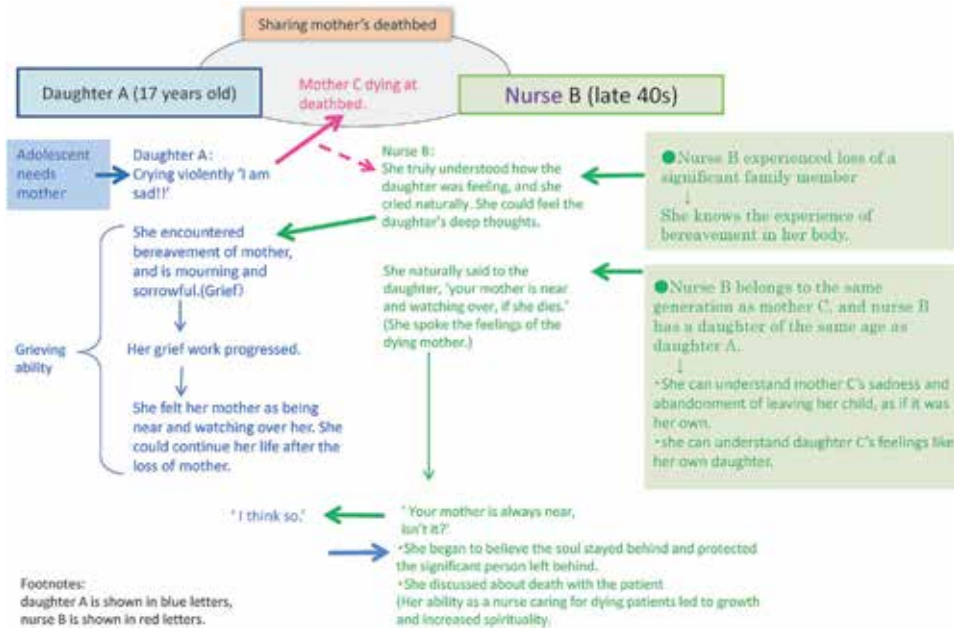 Sharing mother's deathbed
Daughter A (17 years old)
Mother C dying at
deathbed.
Nurse B (late 40s)
Adolescent
needs
mother
Daughter A:
Crying violently 'I am
sad!!'
Nurse B:
She truly understood how the
daughter was feeling, and she
cried naturally. She could feel the
daughter's deep thoughts.
●Nurse B experienced loss of a
significant family member
She knows the experience of
bereavement in her body.
She encountered
bereavement of mother,
and is mourning and
sorrowful.(Grief)
She naturally said to the
daughter, 'your mother is near
and watching over, if she dies.'
(She spoke the feelings of the
dying mother.)
●Nurse B belongs to the same
generation as mother C, and nurse B
has a daughter of the same age as
daughter A.
・She can understand mother C's sadness and
abandonment of leaving her child, as if it was
her own.
・she can understand daughter C's feelings like
her own daughter.
Grieving
ability
Her grief work progressed.
She felt her mother as being
near and watching over her. She
could continue her life after the
loss of mother.
' I think so.'
' Your mother is always near,
isn't it?'
・She began to believe the soul stayed behind and protected
the significant person left behind.
・She discussed about death with the patient
(Her ability as a nurse caring for dying patients led to growth
and increased spirituality.
Footnotes:
daughter A is shown in blue letters,
nurse B is shown in red letters.